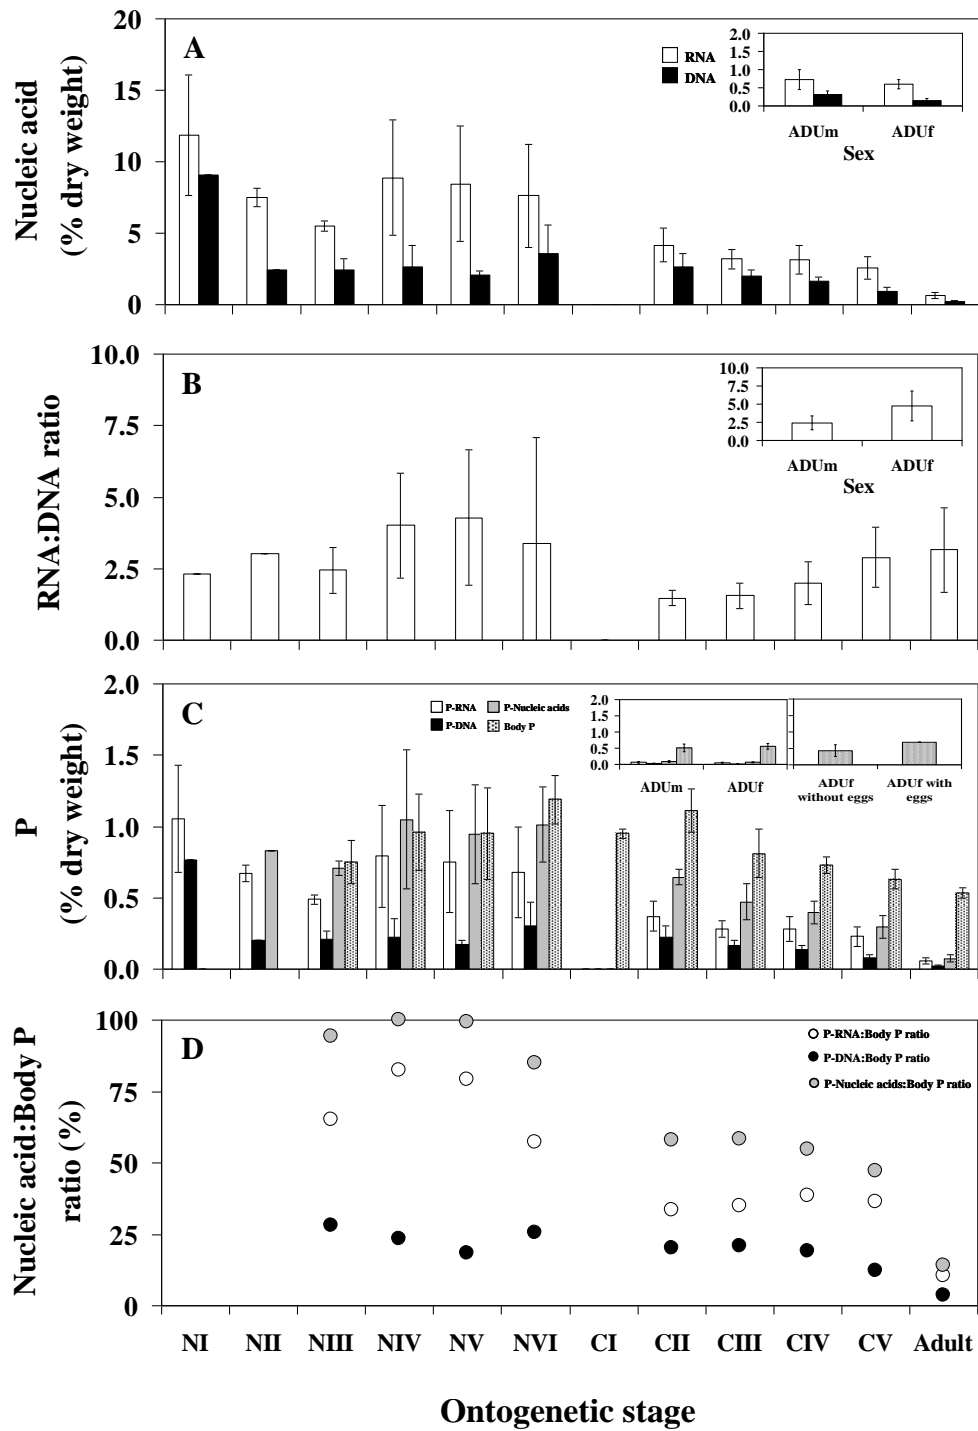 A
Nucleic acid
(% dry weight)
20
15
10
5
0
RNA
DNA
2.0
1.5
1.0
0.5
0.0
ADUm ADUf
Sex
B
RNA:DNA ratio
10.0
7.5
5.0
2.5
0.0
10.0
7.5
5.0
2.5
0.0
ADUm ADUf
Sex
C
P
(% dry weight)
2.0
1.5
1.0
0.5
0.0
P-RNA P-Nucleic acids
P-DNA Body P
2.0
1.5
1.0
0.5
0.0
ADUm ADUf
ADUf without eggs
ADUf with eggs
D
Nucleic acid:Body P
ratio (%)
100
75
50
25
0
P-RNA:Body P ratio
P-DNA:Body P ratio
P-Nucleic acids:Body P ratio
NI NII NIII NIV NV NVI CI CII CIII CIV CV Adult
Ontogenetic stage